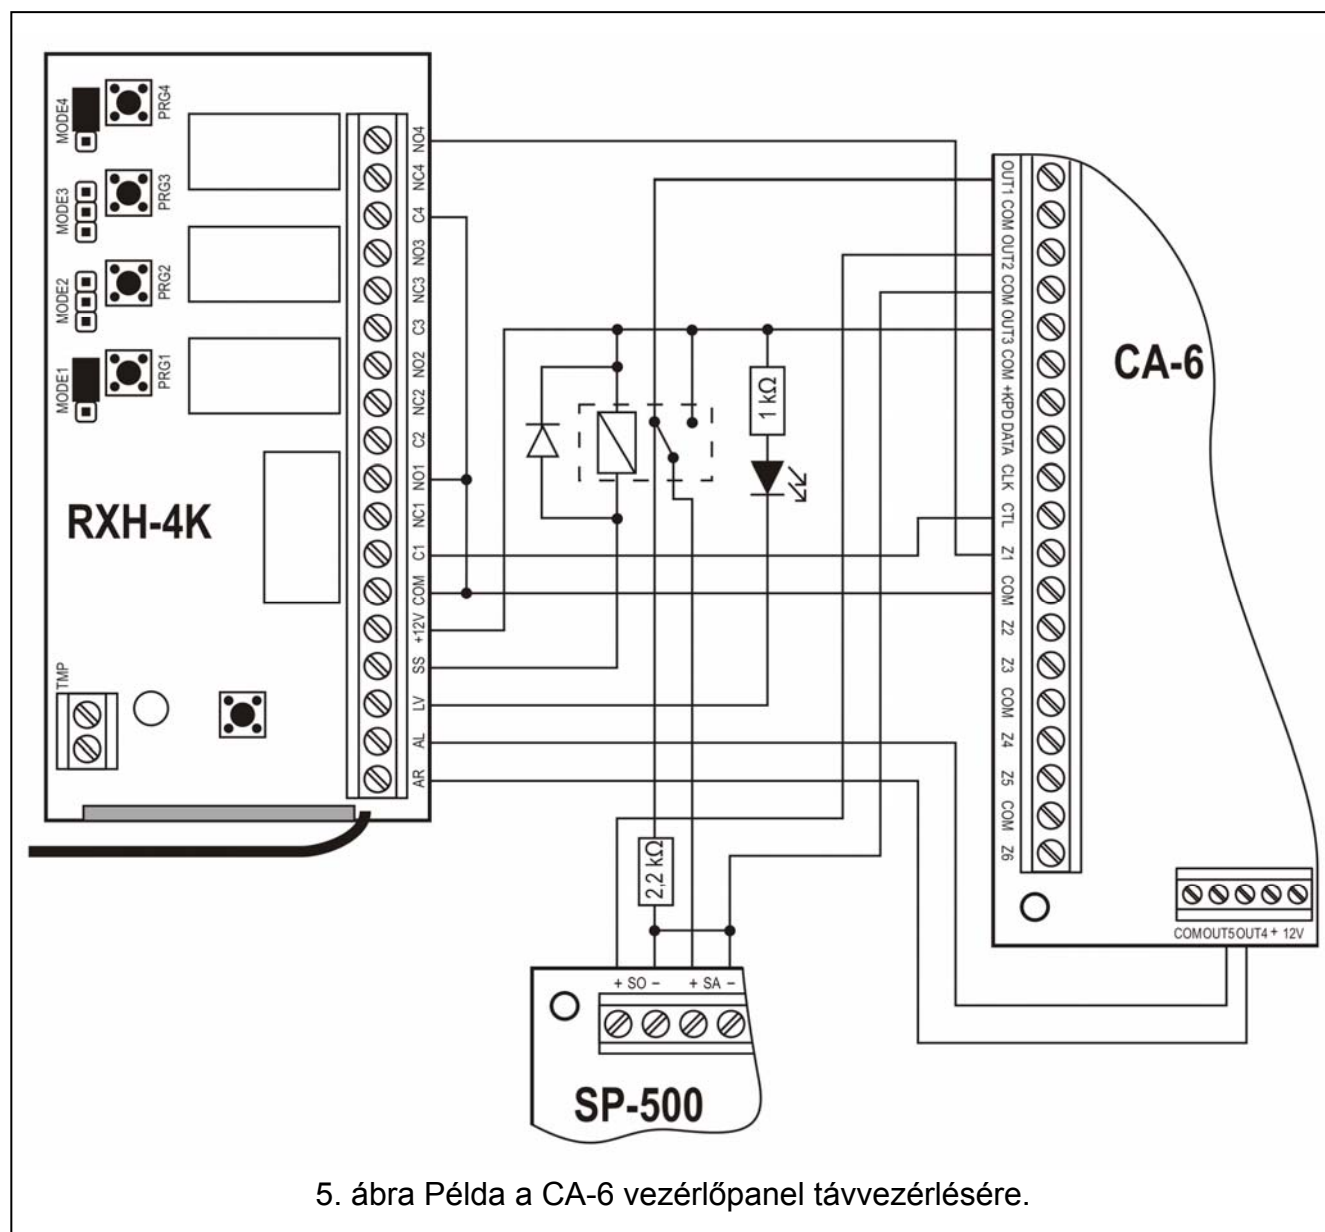 MODE4
PRG4
MODE3
PRG3
MODE2
PRG2
MODE1
PRG1
RXH-4K
TMP
NO4
NC4
C4
NO3
NC3
C3
NO2
NC2
C2
NO1
NC1
C1
COM
+12V
SS
LV
AL
AR
1 kΩ
2,2 kΩ
OUT1
COM
OUT2
COM
OUT3
COM
+KPD
DATA
CLK
CTL
Z1
COM
Z2
Z3
COM
Z4
Z5
COM
Z6
CA-6
COM OUT5 OUT4 + 12V
+ SO − + SA −
SP-500
5. ábra Példa a CA-6 vezérlőpanel távvezérlésére.